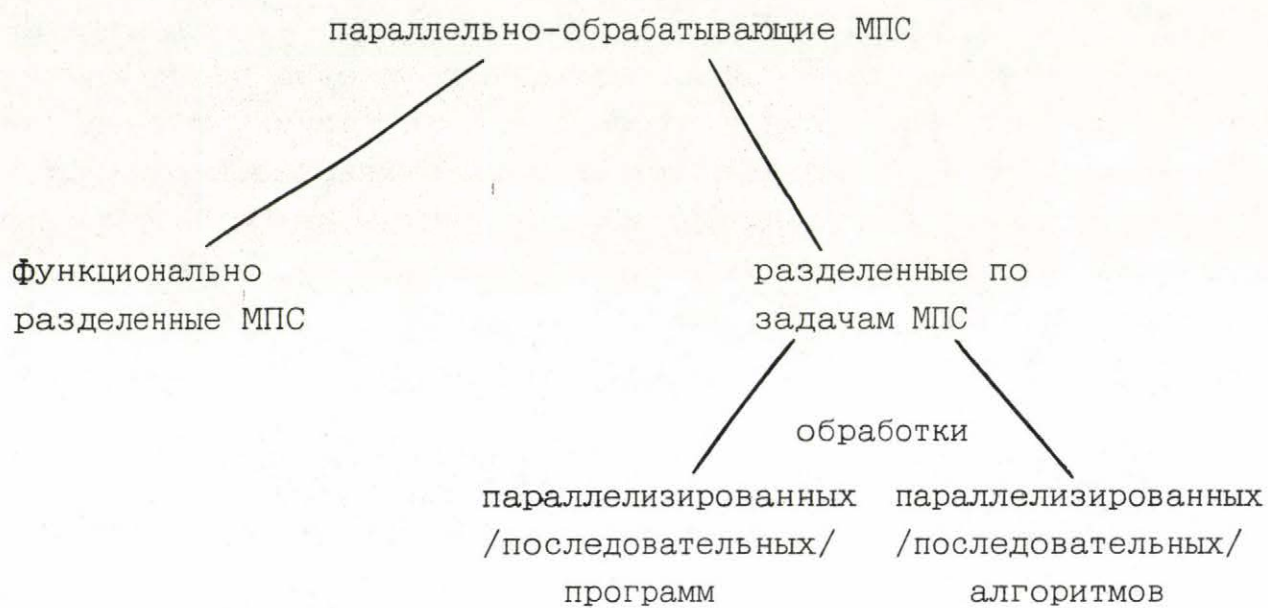 параллельно-обрабатывающие МПС
функционально
разделенные МПС
разделенные по
задачам МПС
обработки
параллелизированных
/последовательных/
программ
параллелизированных
/последовательных/
алгоритмов